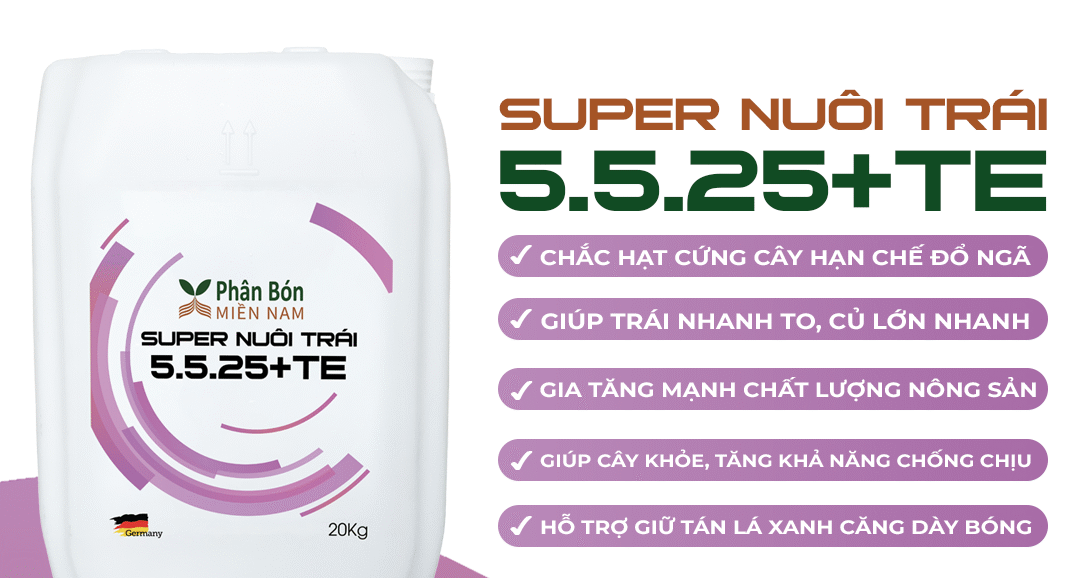 Phân Bón
MIỀN NAM
SUPER NUÔI TRÁI
5.5.25+TE
Germany
20Kg
SUPER NUÔI TRÁI
5.5.25+TE
CHẮC HẠT CỨNG CÂY HẠN CHẾ ĐỔ NGÃ
GIÚP TRÁI NHANH TO, CỦ LỚN NHANH
GIA TĂNG MẠNH CHẤT LƯỢNG NÔNG SẢN
GIÚP CÂY KHỎE, TĂNG KHẢ NĂNG CHỐNG CHỊU
HỖ TRỢ GIỮ TÁN LÁ XANH CĂNG DÀY BÓNG